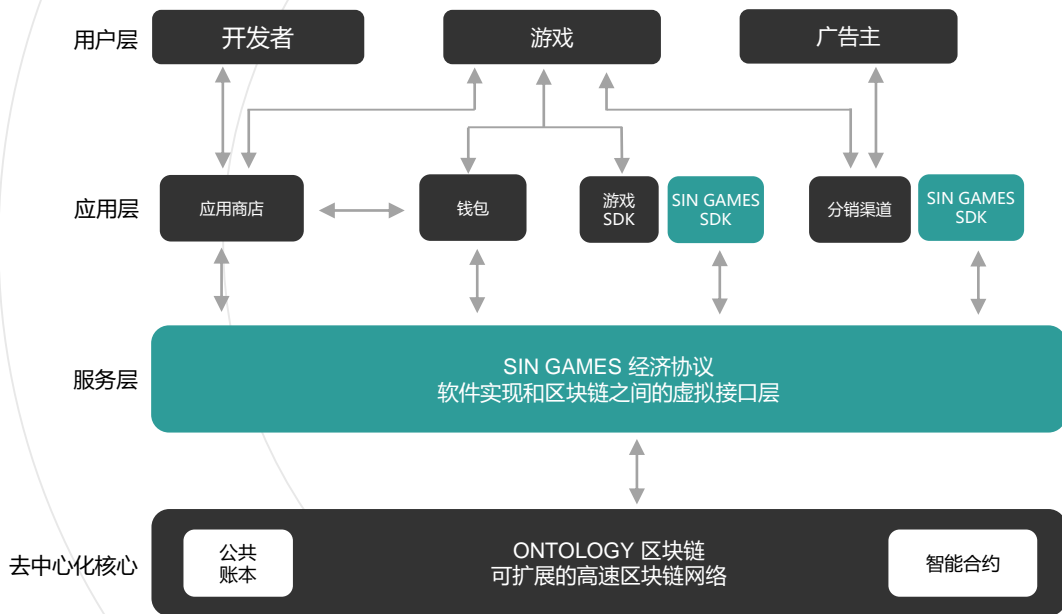 用户层
开发者
游戏
广告主
应用层
应用商店
钱包
游戏
SDK
SIN GAMES
SDK
分销渠道
SIN GAMES
SDK
服务层
SIN GAMES 经济协议
软件实现和区块链之间的虚拟接口层
去中心化核心
公共
账本
ONTOLOGY 区块链
可扩展的高速区块链网络
智能合约